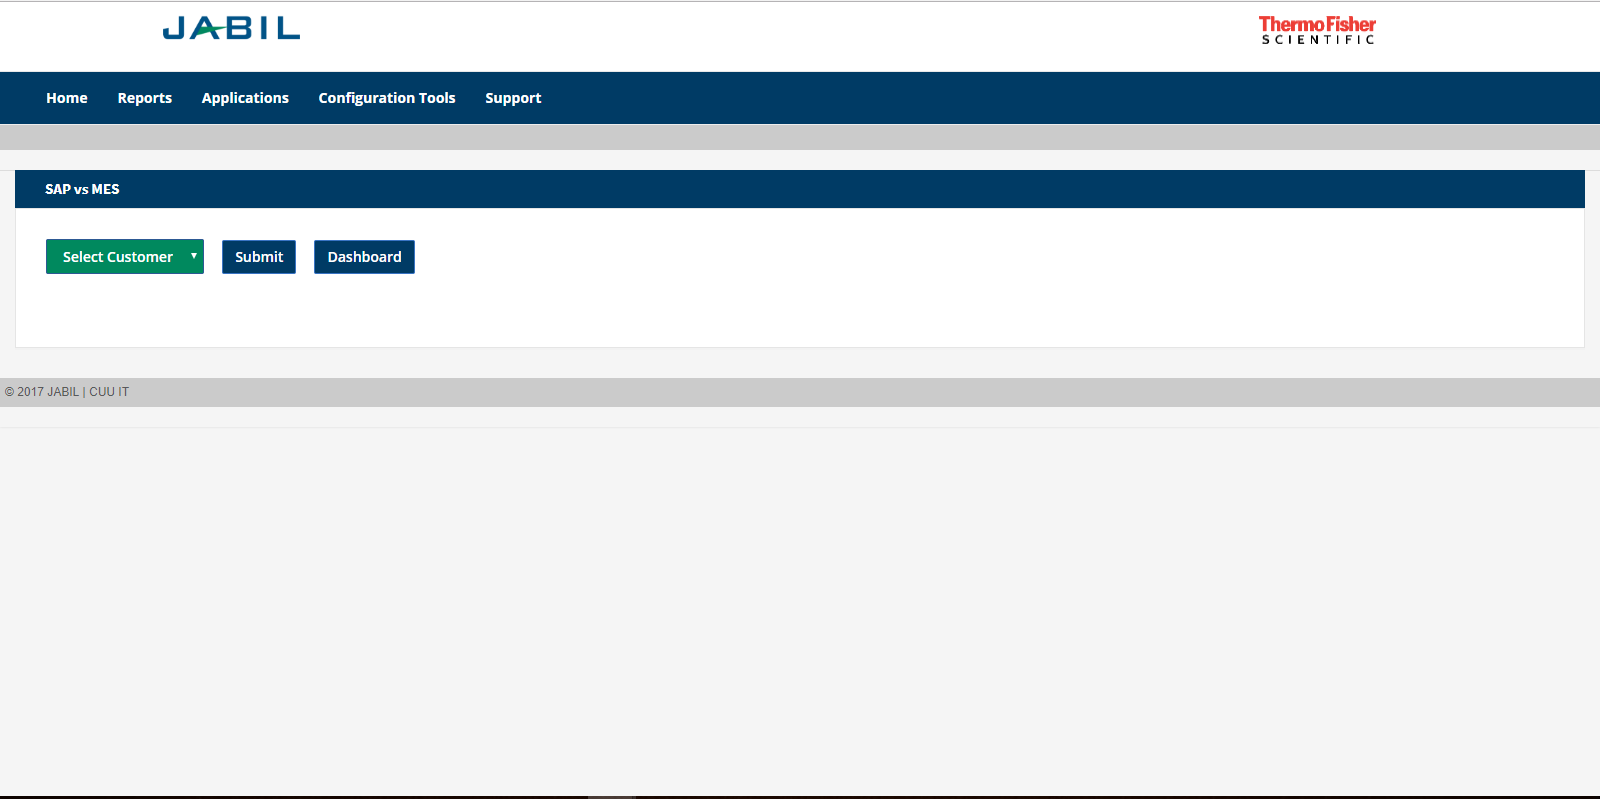 JABIL
ThermoFisher
SCIENTIFIC
Home Reports Applications Configuration Tools Support
SAP vs MES
Select Customer Submit Dashboard
© 2017 JABIL | CUU IT